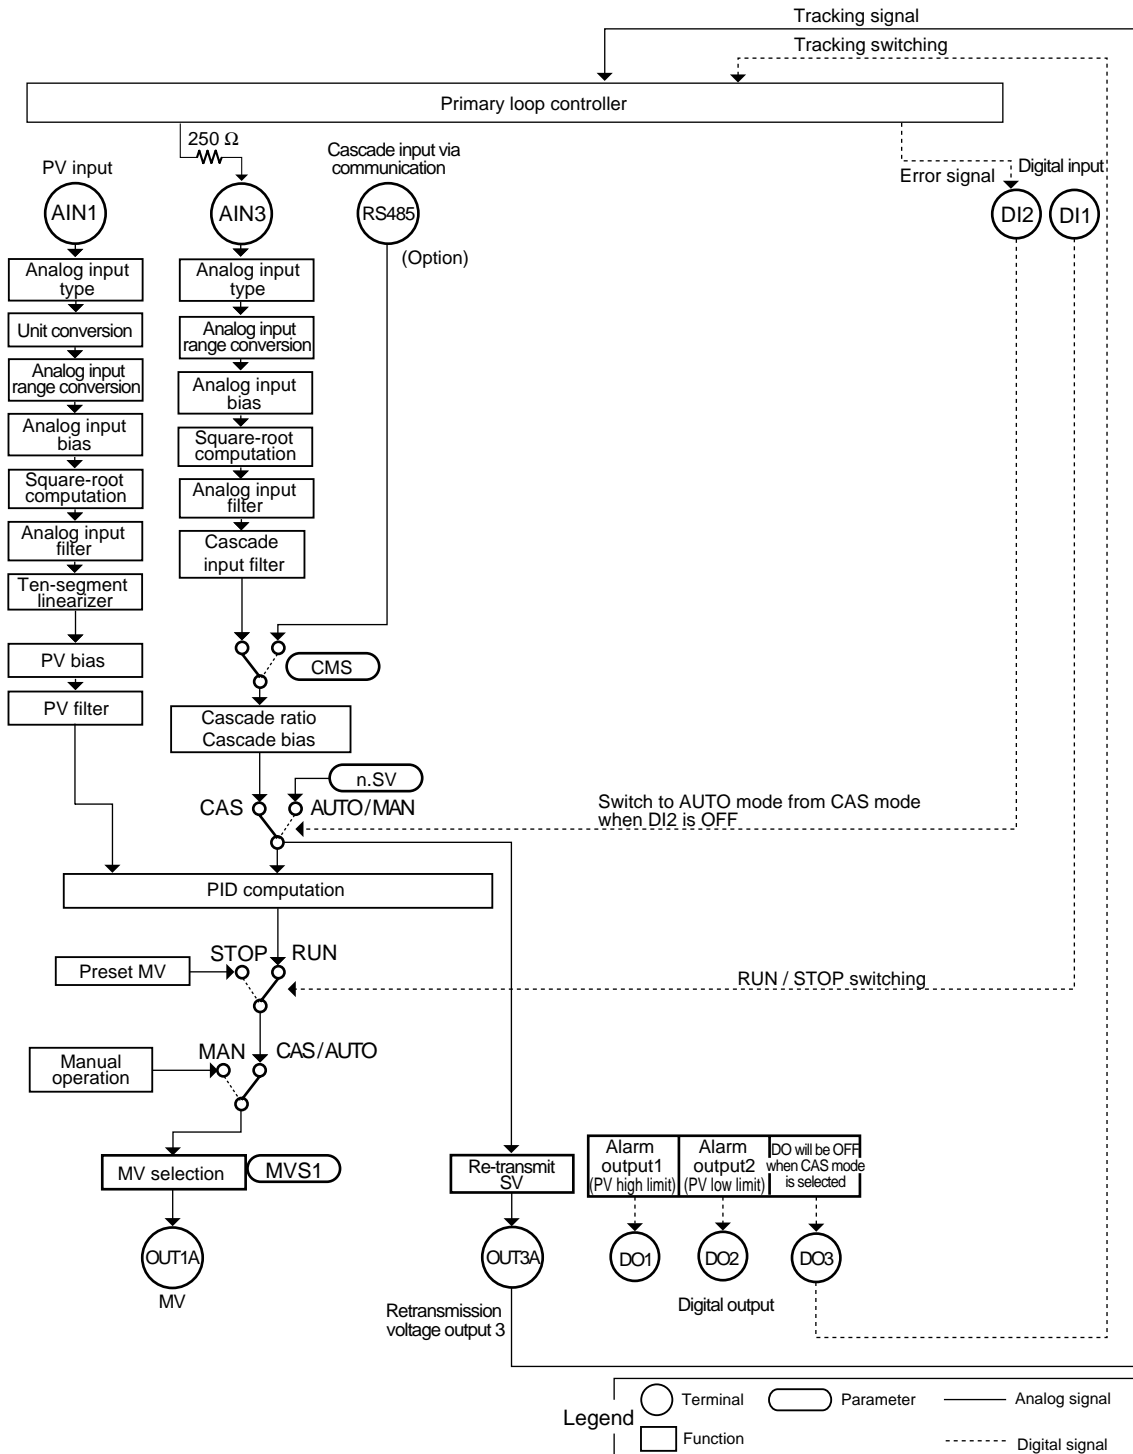 Tracking signal
Tracking switching
Primary loop controller
250 Ω
Cascade input via
communication
PV input
Error signal
Digital input
AIN1
AIN3
RS485
DI2
DI1
(Option)
Analog input
type
Unit conversion
Analog input
range conversion
Analog input
bias
Square-root
computation
Analog input
filter
Ten-segment
linearizer
PV bias
PV filter
Analog input
type
Analog input
range conversion
Analog input
bias
Square-root
computation
Analog input
filter
Cascade
input filter
CMS
Cascade ratio
Cascade bias
n.SV
CAS
AUTO/MAN
Switch to AUTO mode from CAS mode
when DI2 is OFF
PID computation
STOP
RUN
Preset MV
RUN / STOP switching
MAN
CAS/AUTO
Manual
operation
MV selection
MVS1
Re-transmit
SV
Alarm
output1
(PV high limit)
Alarm
output2
(PV low limit)
DO will be OFF
when CAS mode
is selected
OUT1A
OUT3A
DO1
DO2
DO3
MV
Retransmission
voltage output 3
Digital output
Legend
Terminal
Parameter
Analog signal
Function
Digital signal